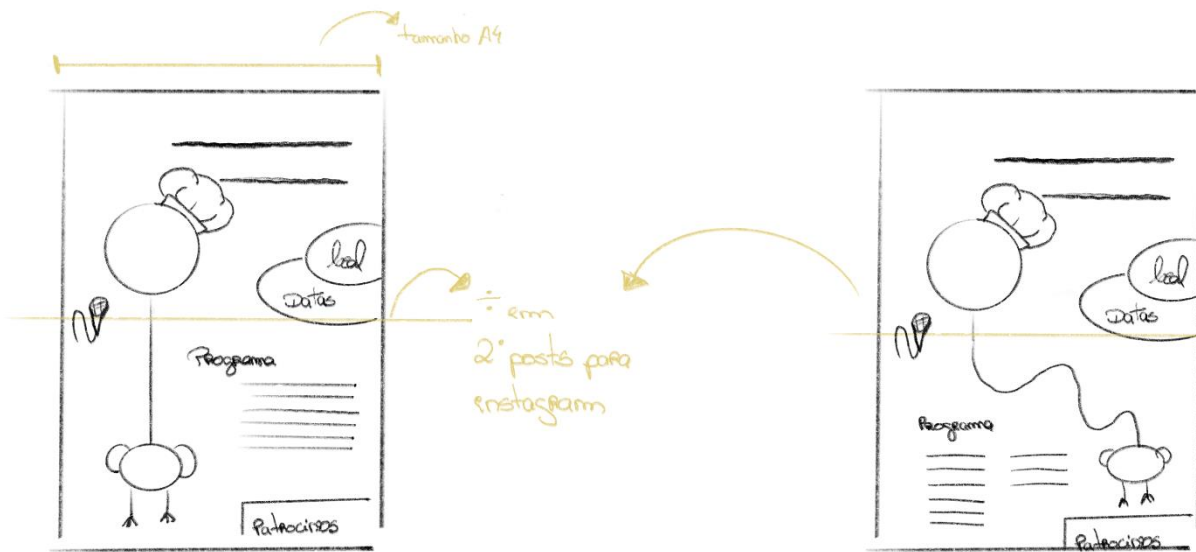 tamanho A4
local
Datas
Programa
Patrocinios
÷ em
2 posts para
instagram
local
Datas
Programa
Patrocinios